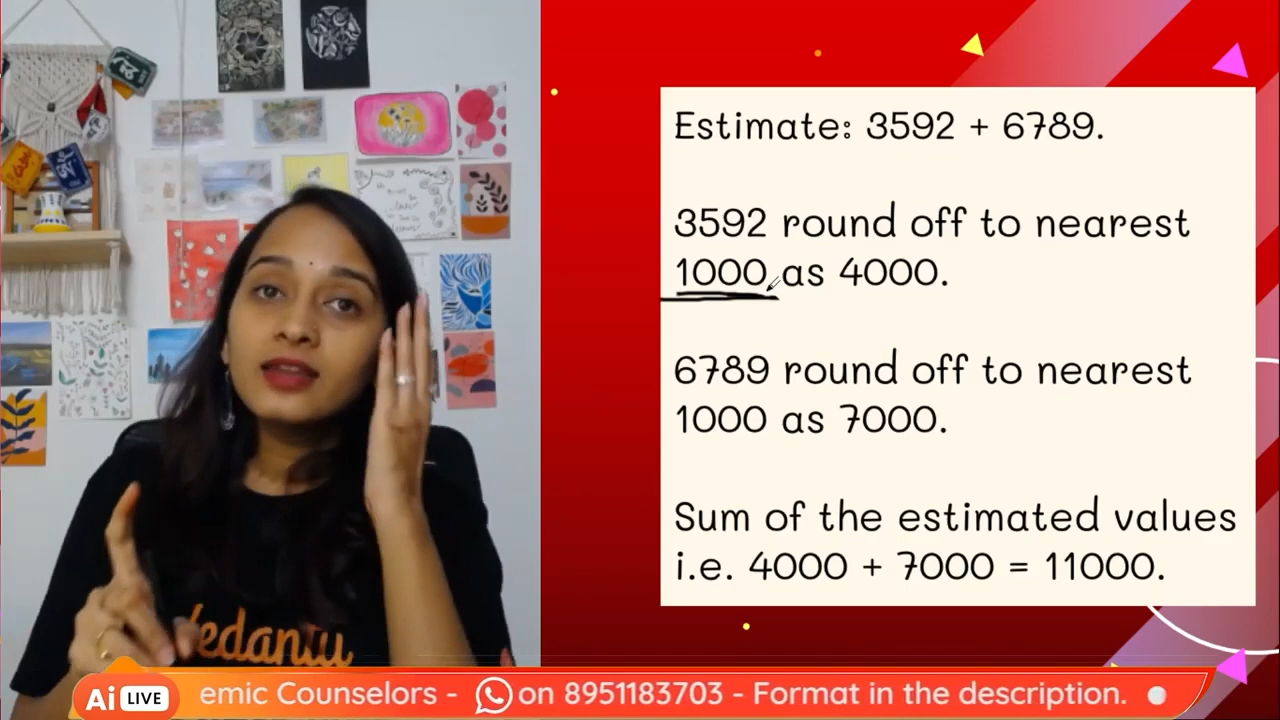 Estimate: 3592 + 6789.
3592 round off to nearest
1000 as 4000.
6789 round off to nearest
1000 as 7000.
Sum of the estimated values
i.e. 4000 + 7000 = 11000.
Vedantu
Ai LIVE emic Counselors - on 8951183703 - Format in the description.